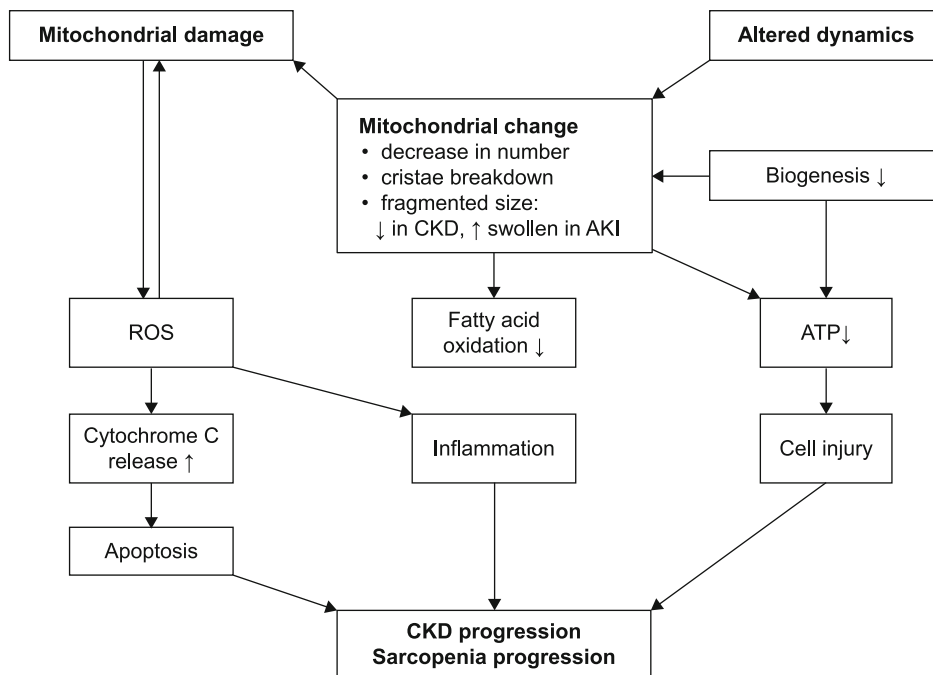 Mitochondrial damage
Altered dynamics
Mitochondrial change
• decrease in number
• cristae breakdown
• fragmented size:
↓ in CKD, ↑ swollen in AKI
Biogenesis ↓
ROS
Fatty acid
oxidation ↓
ATP↓
Cytochrome C
release ↑
Inflammation
Cell injury
Apoptosis
CKD progression
Sarcopenia progression